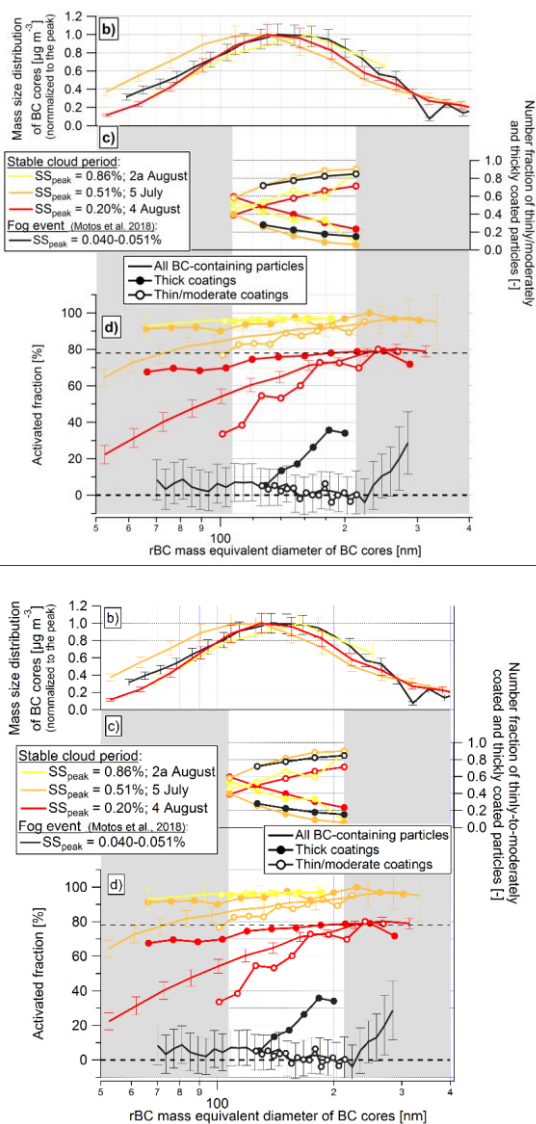 Mass size distribution
of BC cores [µg m⁻³]
(normalized to the peak)
b)
1.2
1.0
0.8
0.6
0.4
0.2
0.0
Number fraction of thinly/moderately
and thickly coated particles [-]
c)
Stable cloud period:
SSpeak = 0.86%; 2a August
SSpeak = 0.51%; 5 July
SSpeak = 0.20%; 4 August
Fog event (Motos et al. 2018):
SSpeak = 0.040-0.051%
1.0
0.8
0.6
0.4
0.2
0.0
All BC-containing particles
Thick coatings
Thin/moderate coatings
d)
Activated fraction [%]
100
80
60
40
20
0
5 6 7 8 9 100 2 3 4
rBC mass equivalent diameter of BC cores [nm]
Mass size distribution
of BC cores [µg m⁻³]
(normalized to the peak)
b)
1.2
1.0
0.8
0.6
0.4
0.2
0.0
Number fraction of thinly-to-moderately
coated and thickly coated particles [-]
c)
Stable cloud period:
SSpeak = 0.86%; 2a August
SSpeak = 0.51%; 5 July
SSpeak = 0.20%; 4 August
Fog event (Motos et al., 2018):
SSpeak = 0.040-0.051%
1.0
0.8
0.6
0.4
0.2
0.0
All BC-containing particles
Thick coatings
Thin/moderate coatings
d)
Activated fraction [%]
100
80
60
40
20
0
5 6 7 8 9 100 2 3 4
rBC mass equivalent diameter of BC cores [nm]